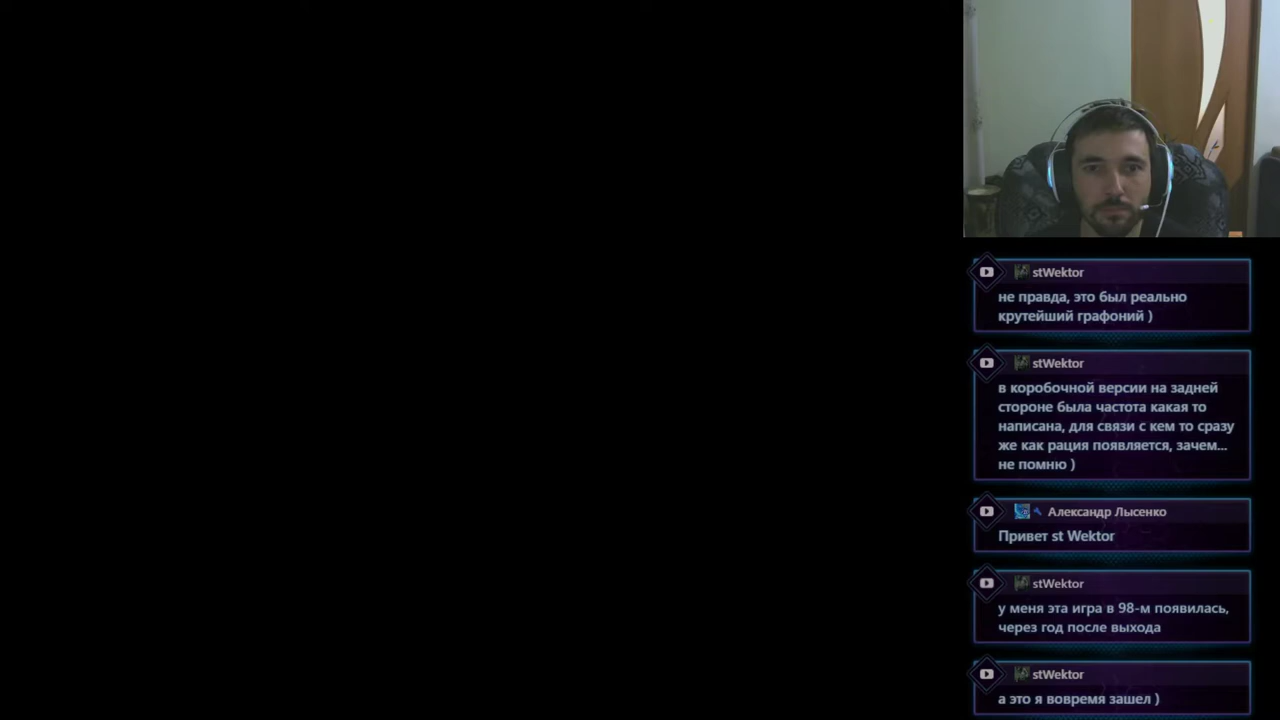 stWektor
не правда, это был реально
крутейший графоний )
stWektor
в коробочной версии на задней
стороне была частота какая то
написана, для связи с кем то сразу
же как рация появляется, зачем...
не помню )
Александр Лысенко
Привет st Wektor
stWektor
у меня эта игра в 98-м появилась,
через год после выхода
stWektor
а это я вовремя зашел )